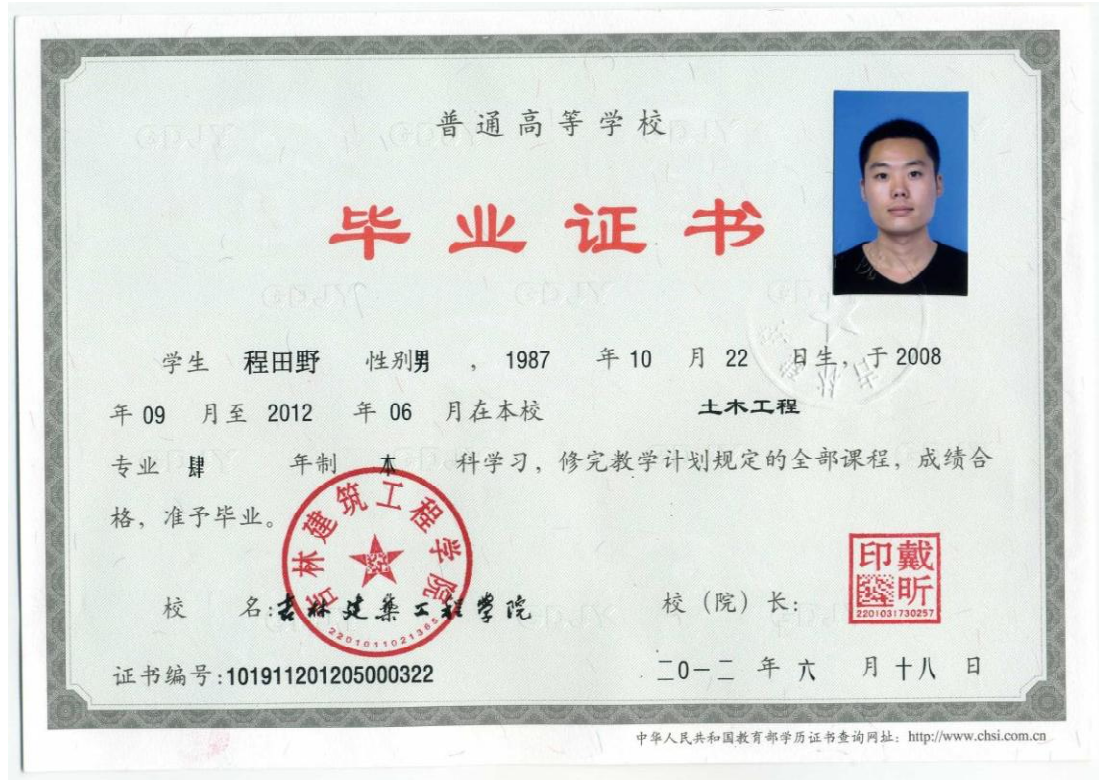 普通高等学校
毕业证书
学生 程田野 性别男 ，1987 年 10 月 22 日生，于 2008
年 09 月至 2012 年 06 月在本校 土木工程
专业 肆 年制 本 科学习，修完教学计划规定的全部课程，成绩合
格，准予毕业。
吉林建筑工程学院
2201011021365
校 名：吉林建築工程學院
校（院）长：
戴昕印
2201031730257
证书编号：101911201205000322
二〇一二 年 六 月 十八 日
中华人民共和国教育部学历证书查询网址：http://www.chsi.com.cn